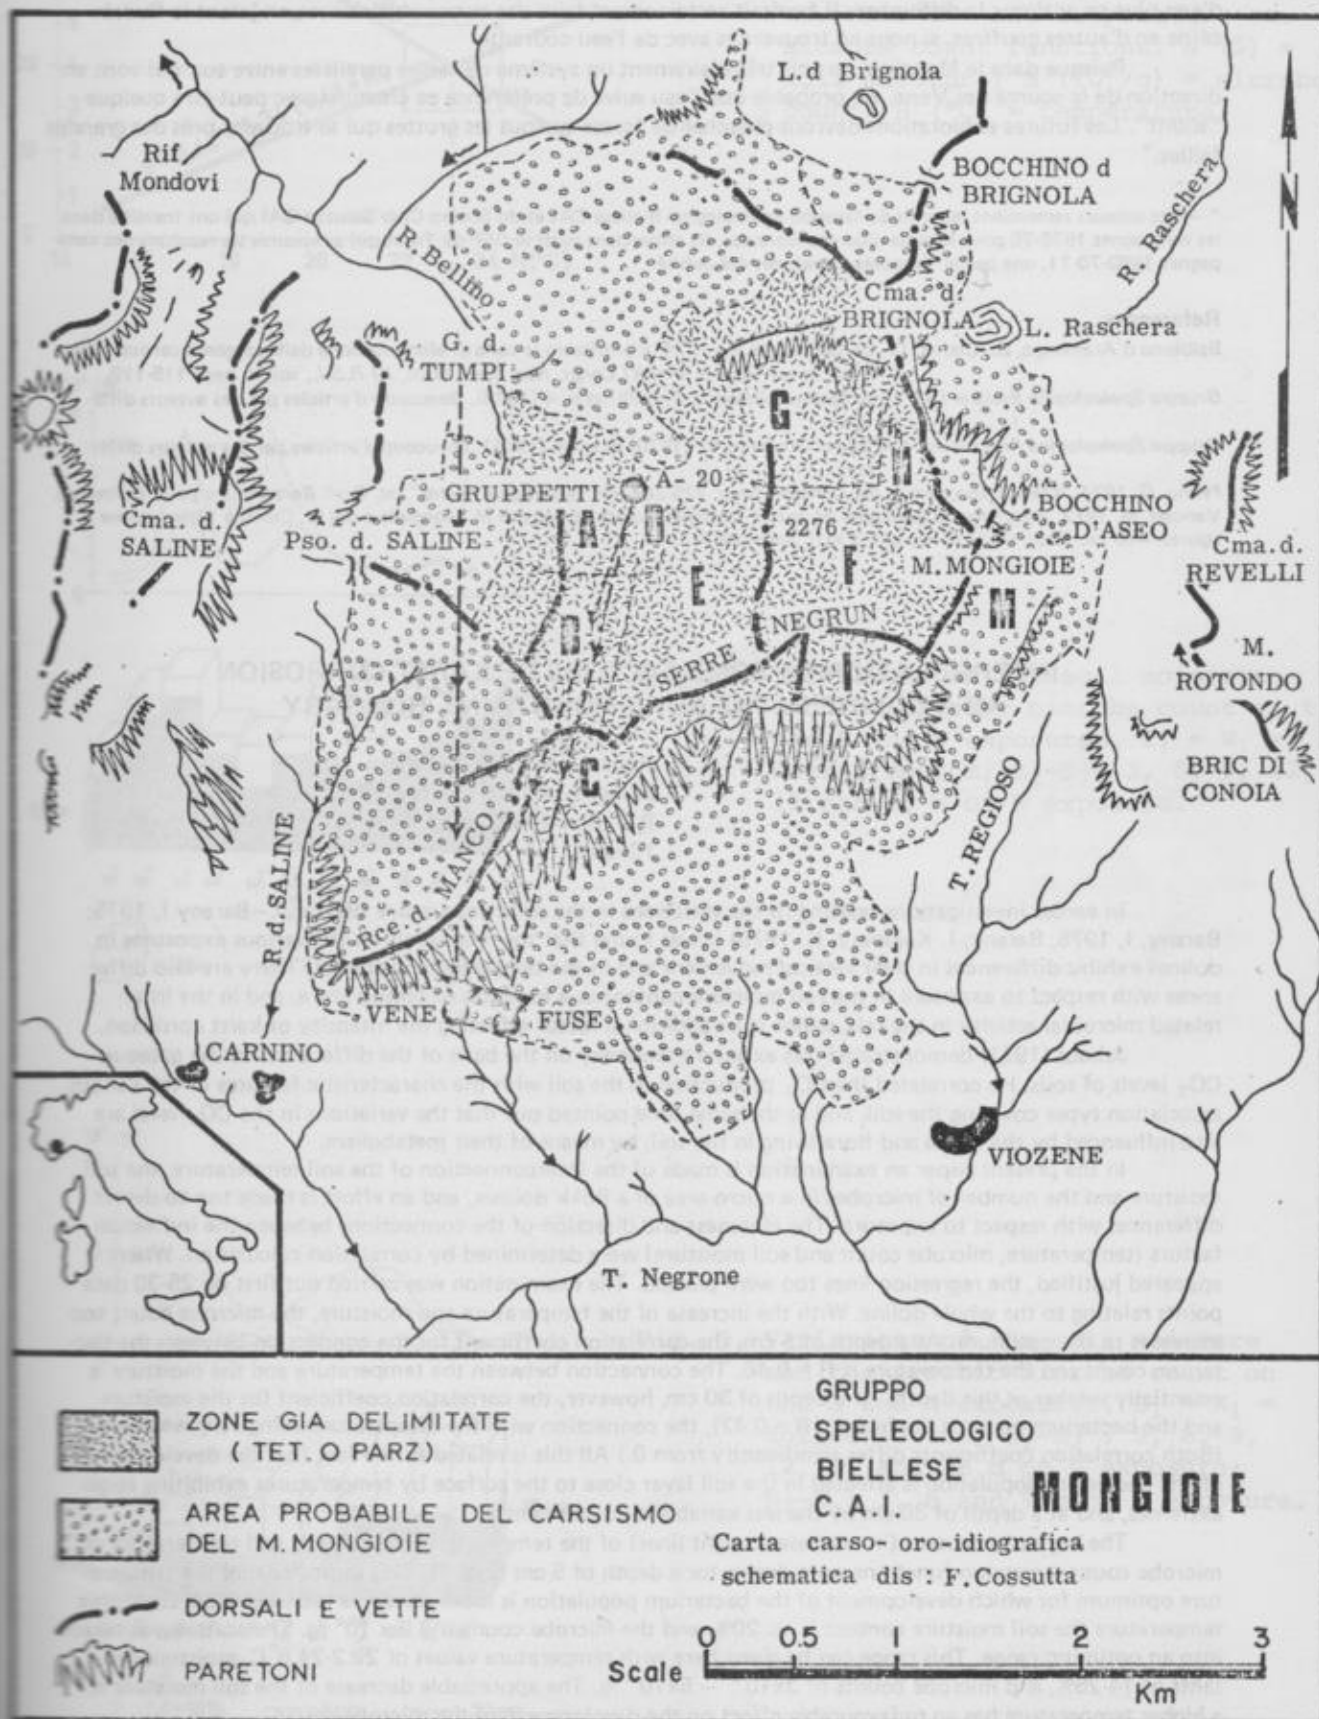 L.d Brignola
Rif.
Mondovi
BOCCHINO d
BRIGNOLA
R. Raschera
R. Bellino
Cma. d.
BRIGNOLA
L. Raschera
G. d.
TUMPI
G
H
A-20
GRUPPETTI
BOCCHINO
D'ASEO
Cma. d.
SALINE
Pso. d. SALINE
A
D
2276
Cma.d.
REVELLI
M. MONGIOIE
E
F
M
B
NEGRUN
SERRE
I
M.
ROTONDO
C
BRIC DI
CONOIA
R. d. SALINE
Rce. d. MANCO
T. REGIOSO
VENE
FUSE
CARNINO
VIOZENE
T. Negrone
N
ZONE GIA DELIMITATE
( TET. O PARZ.)
AREA PROBABILE DEL CARSISMO
DEL M. MONGIOIE
DORSALI E VETTE
PARETONI
GRUPPO
SPELEOLOGICO
BIELLESE
C.A.I. MONGIOIE
Carta carso-oro-idiografica
schematica dis : F. Cossutta
0 0.5 1 2 3
Scale
Km